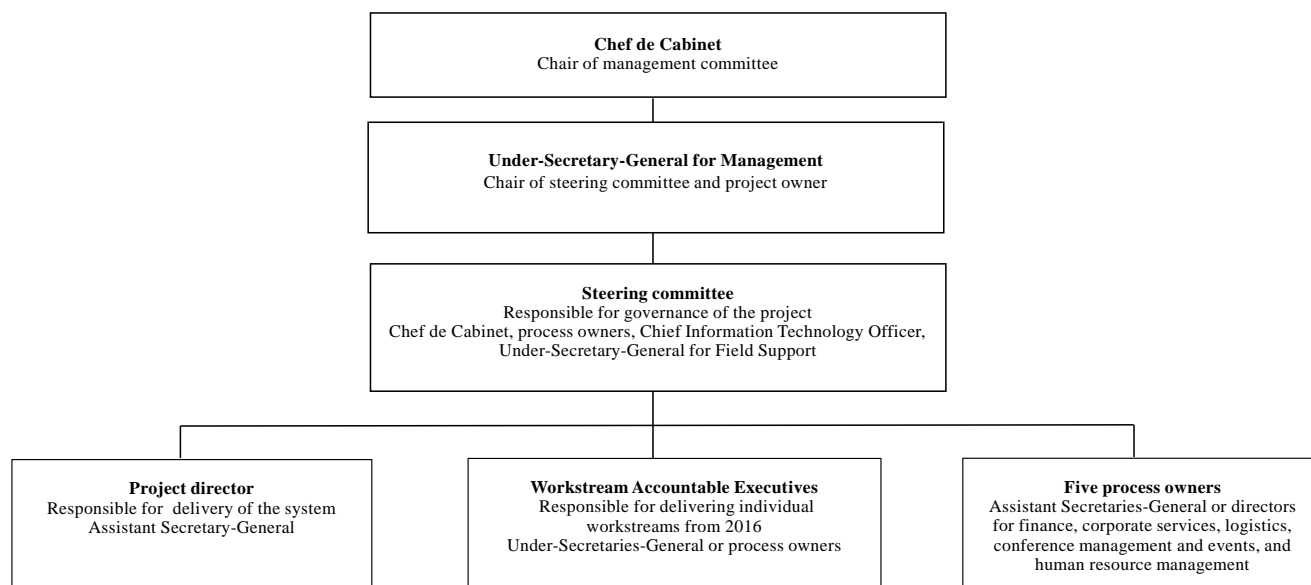 Chef de Cabinet
Chair of management committee
Under-Secretary-General for Management
Chair of steering committee and project owner
Steering committee
Responsible for governance of the project
Chef de Cabinet, process owners, Chief Information Technology Officer,
Under-Secretary-General for Field Support
Project director
Responsible for delivery of the system
Assistant Secretary-General
Workstream Accountable Executives
Responsible for delivering individual
workstreams from 2016
Under-Secretaries-General or process owners
Five process owners
Assistant Secretaries-General or directors
for finance, corporate services, logistics,
conference management and events, and
human resource management